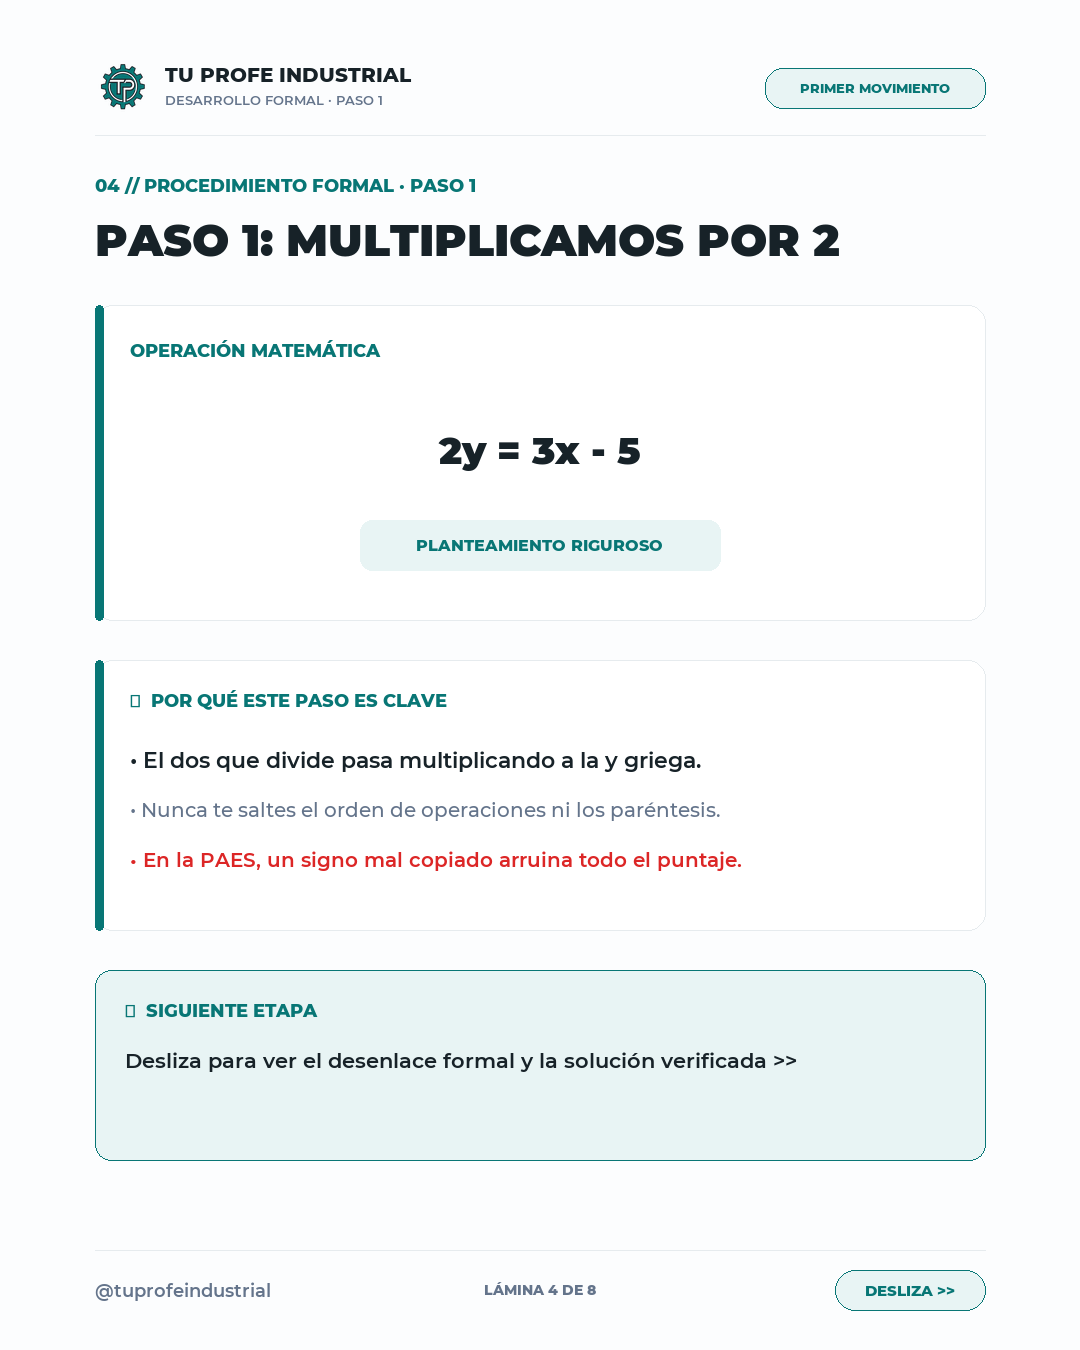 TP
TU PROFE INDUSTRIAL
DESARROLLO FORMAL · PASO 1
PRIMER MOVIMIENTO
04 // PROCEDIMIENTO FORMAL · PASO 1
PASO 1: MULTIPLICAMOS POR 2
OPERACIÓN MATEMÁTICA
2y = 3x - 5
PLANTEAMIENTO RIGUROSO
POR QUÉ ESTE PASO ES CLAVE
• El dos que divide pasa multiplicando a la y griega.
• Nunca te saltes el orden de operaciones ni los paréntesis.
• En la PAES, un signo mal copiado arruina todo el puntaje.
SIGUIENTE ETAPA
Desliza para ver el desenlace formal y la solución verificada >>
@tuprofeindustrial
LÁMINA 4 DE 8
DESLIZA >>